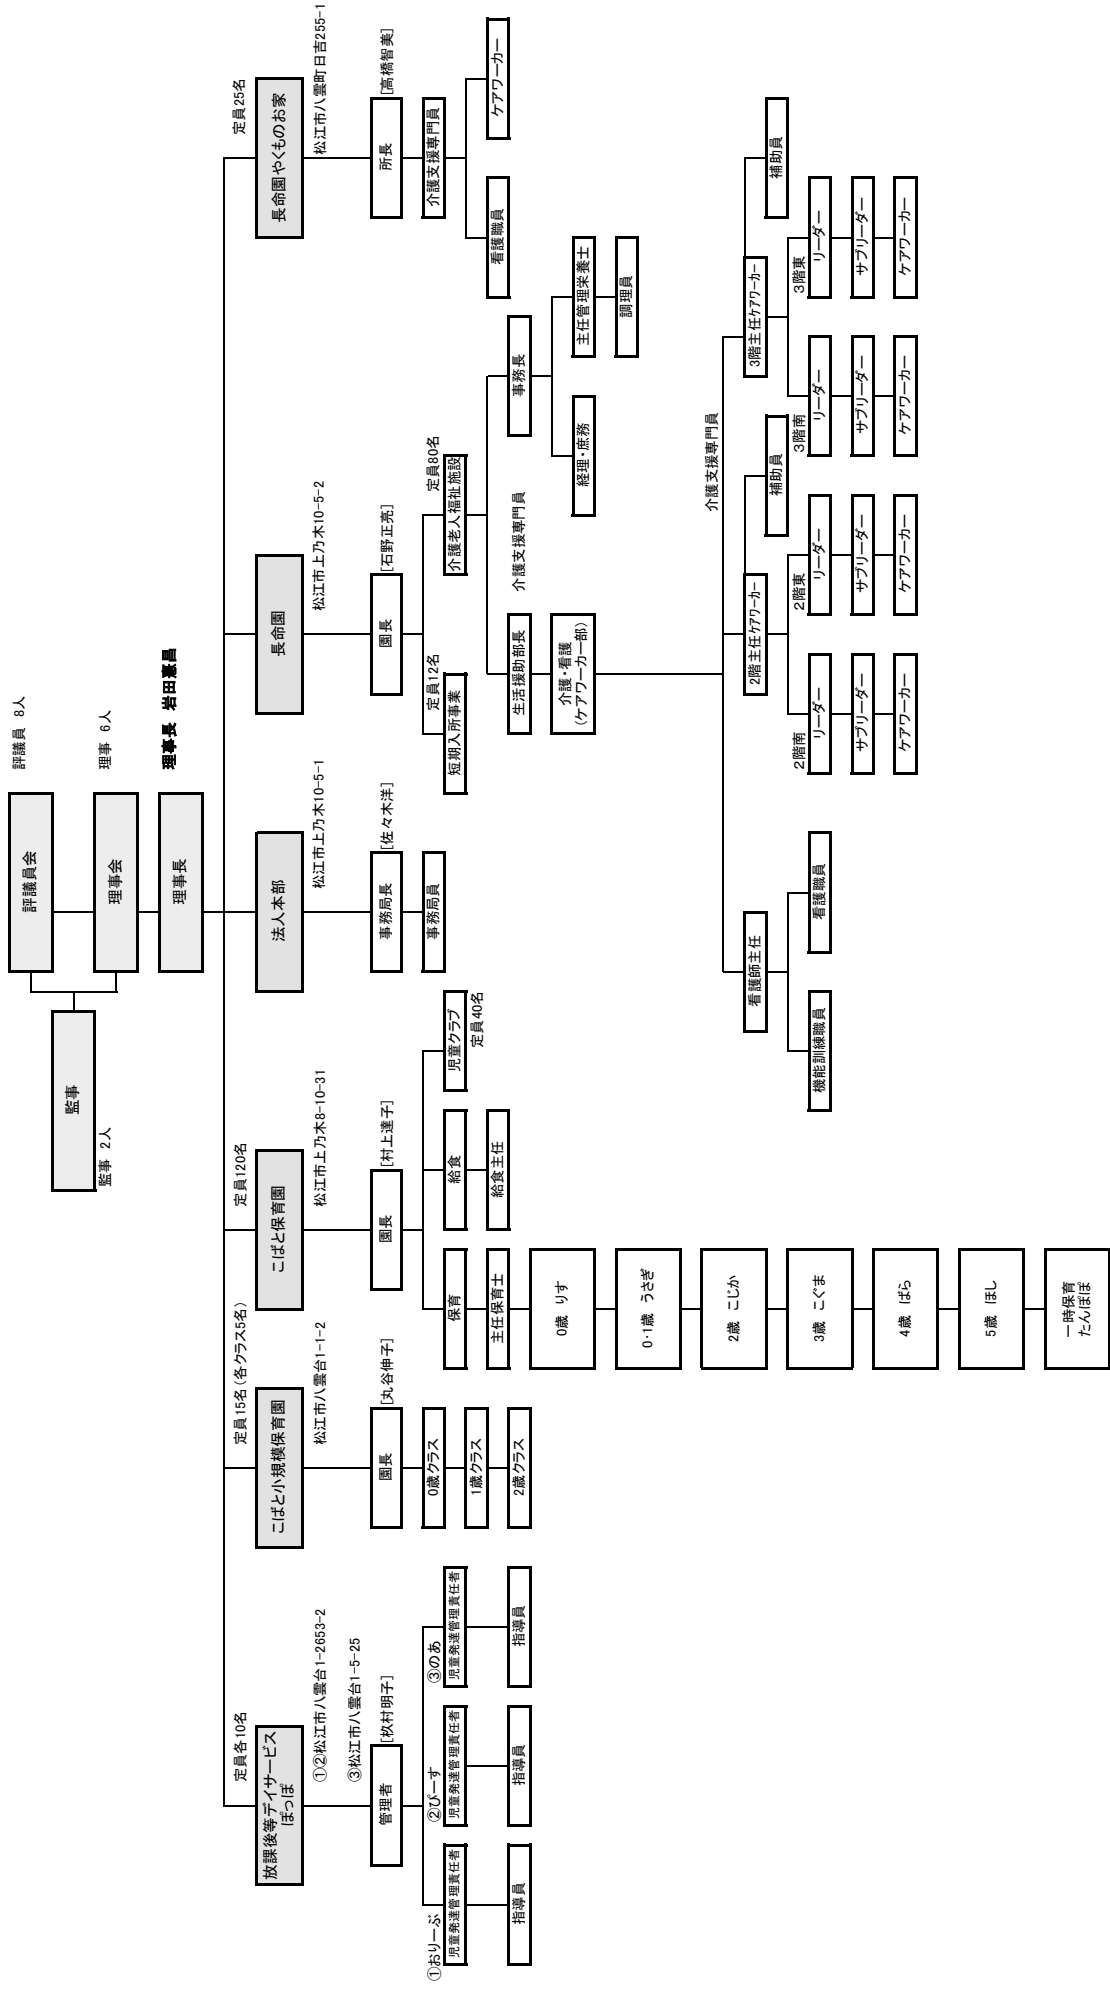 評議員会
評議員 8人
監事
監事 2人
理事会
理事 6人
理事長
理事長 岩田憲昌
定員各10名
放課後等デイサービス
ぽっぽ
①②松江市八雲台1-2653-2
③松江市八雲台1-5-25
管理者
[杦村明子]
①おりーぶ
児童発達管理責任者
指導員
②ぴーす
児童発達管理責任者
指導員
③のあ
児童発達管理責任者
指導員
定員15名(各クラス5名)
こばと小規模保育園
松江市八雲台1-1-2
園長
[丸谷伸子]
0歳クラス
1歳クラス
2歳クラス
定員120名
こばと保育園
松江市上乃木8-10-31
園長
[村上達子]
保育
主任保育士
0歳 りす
0・1歳 うさぎ
2歳 こじか
3歳 こぐま
4歳 ばら
5歳 ほし
一時保育
たんぽぽ
給食
給食主任
児童クラブ
定員40名
法人本部
松江市上乃木10-5-1
事務局長
[佐々木洋]
事務局員
長命園
松江市上乃木10-5-2
園長
[石野正亮]
定員12名
短期入所事業
定員80名
介護老人福祉施設
生活援助部長
介護支援専門員
介護・看護
(ケアワーカー部)
事務長
経理・庶務
主任管理栄養士
調理員
介護支援専門員
看護師主任
機能訓練職員
看護職員
2階主任ケアワーカー
補助員
2階南
リーダー
サブリーダー
ケアワーカー
2階東
リーダー
サブリーダー
ケアワーカー
3階主任ケアワーカー
補助員
3階南
リーダー
サブリーダー
ケアワーカー
3階東
リーダー
サブリーダー
ケアワーカー
定員25名
長命園やくものお家
松江市八雲町日吉255-1
所長
[高橋智美]
介護支援専門員
看護職員
ケアワーカー